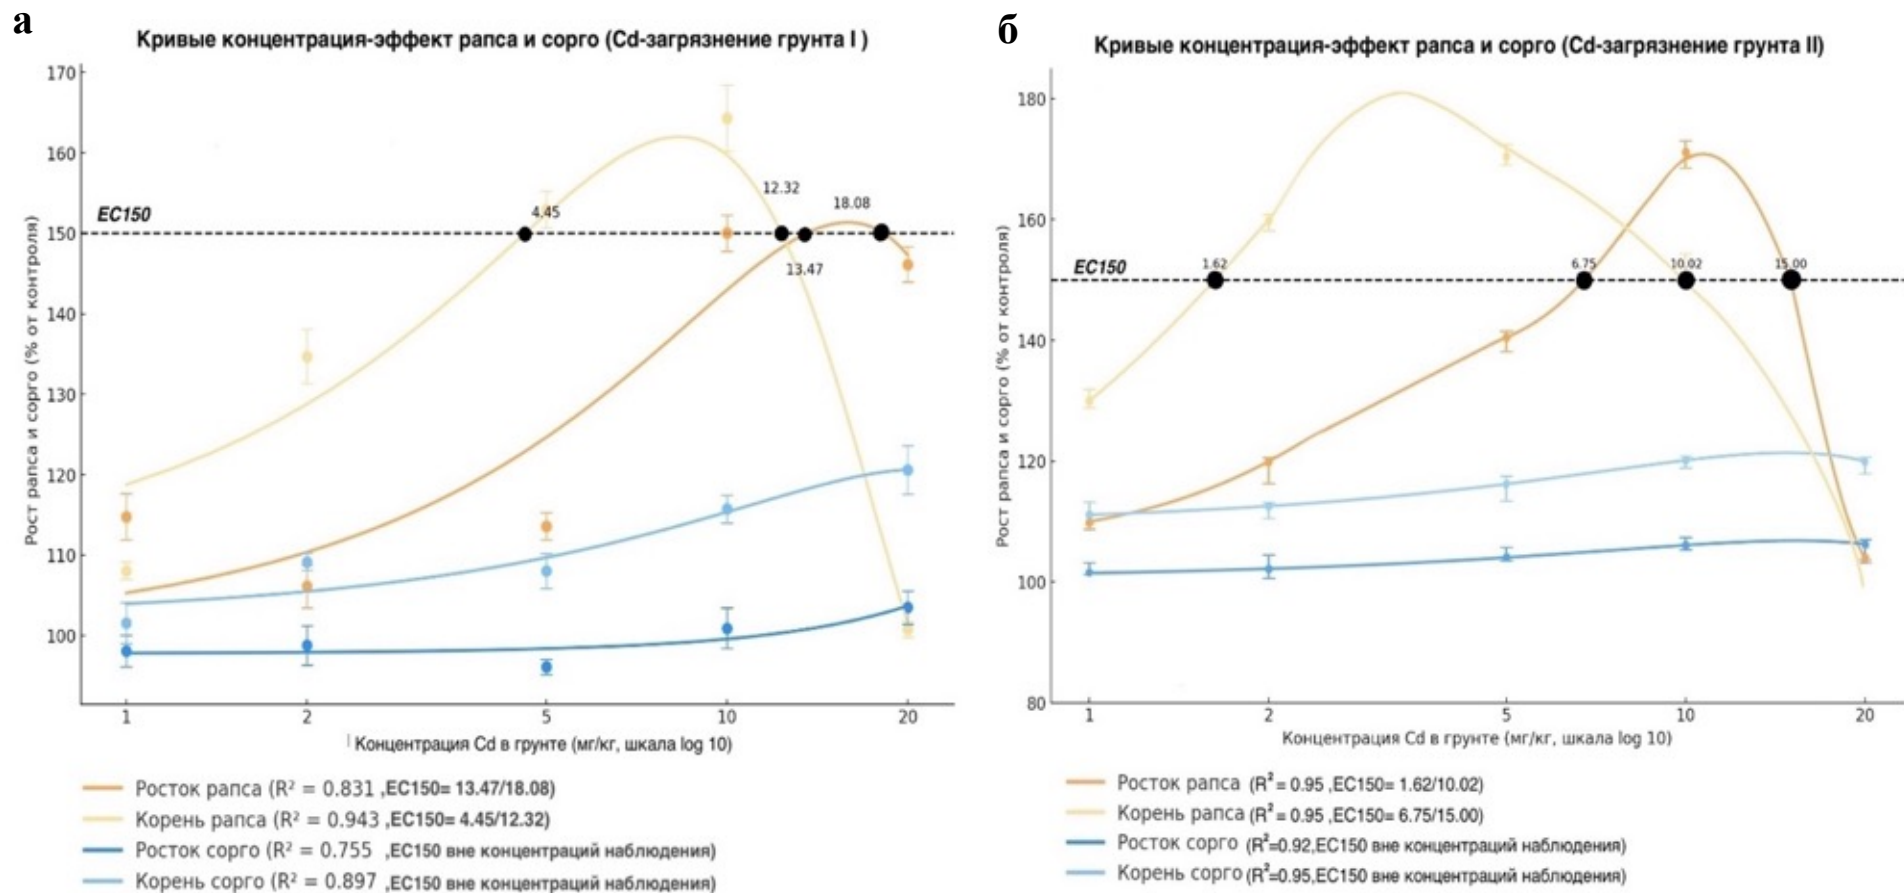 а
Кривые концентрация-эффект рапса и сорго (Cd-загрязнение грунта I )
Рост рапса и сорго (% от контроля)
170
160
150
140
130
120
110
100
EC150
4.45
12.32
13.47
18.08
1
2
5
10
20
Концентрация Cd в грунте (мг/кг, шкала log 10)
Росток рапса (R² = 0.831 ,EC150= 13.47/18.08)
Корень рапса (R² = 0.943 ,EC150= 4.45/12.32)
Росток сорго (R² = 0.755 ,EC150 вне концентраций наблюдения)
Корень сорго (R² = 0.897 ,EC150 вне концентраций наблюдения)
б
Кривые концентрация-эффект рапса и сорго (Cd-загрязнение грунта II)
Рост рапса и сорго (% от контроля)
180
160
140
120
100
80
EC150
1.62
6.75
10.02
15.00
1
2
5
10
20
Концентрация Cd в грунте (мг/кг, шкала log 10)
Росток рапса (R² = 0.95 ,EC150= 1.62/10.02)
Корень рапса (R² = 0.95 ,EC150= 6.75/15.00)
Росток сорго (R²=0.92,EC150 вне концентраций наблюдения)
Корень сорго (R²=0.95,EC150 вне концентраций наблюдения)